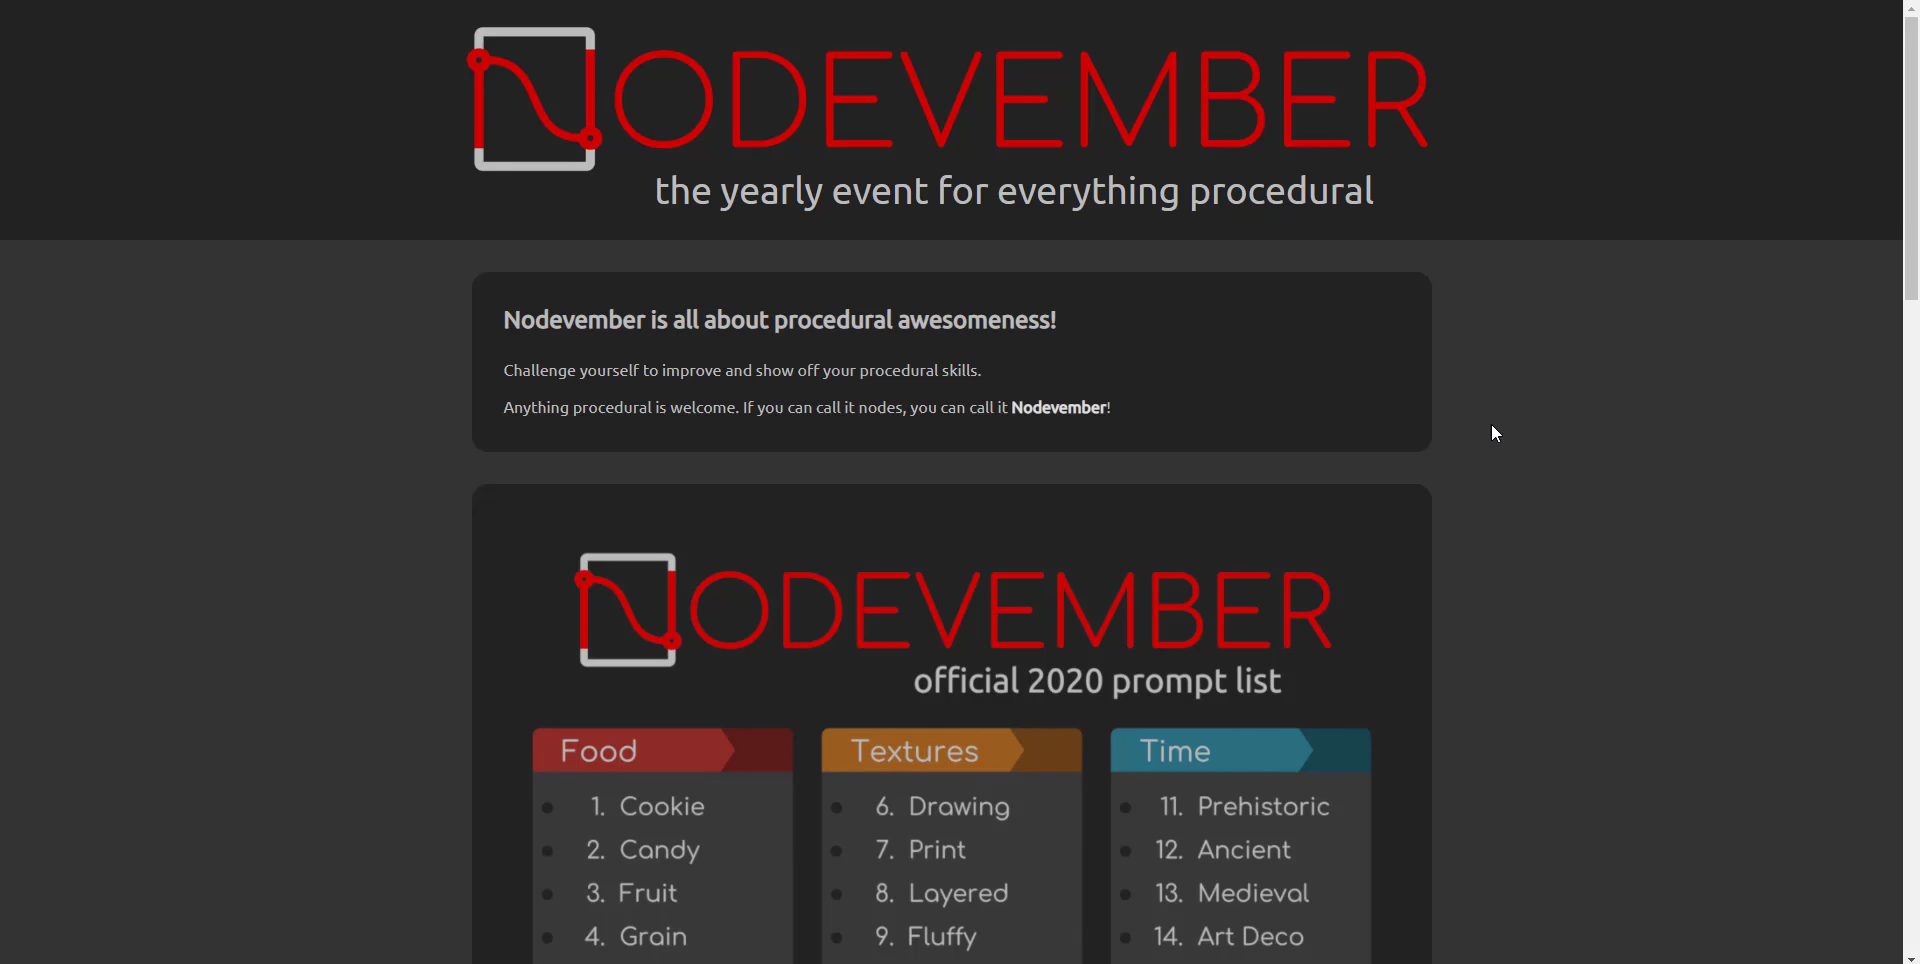 NODEVEMBER
the yearly event for everything procedural
Nodevember is all about procedural awesomeness!
Challenge yourself to improve and show off your procedural skills.
Anything procedural is welcome. If you can call it nodes, you can call it Nodevember!
NODEVEMBER
official 2020 prompt list
Food
1. Cookie
2. Candy
3. Fruit
4. Grain
Textures
6. Drawing
7. Print
8. Layered
9. Fluffy
Time
11. Prehistoric
12. Ancient
13. Medieval
14. Art Deco